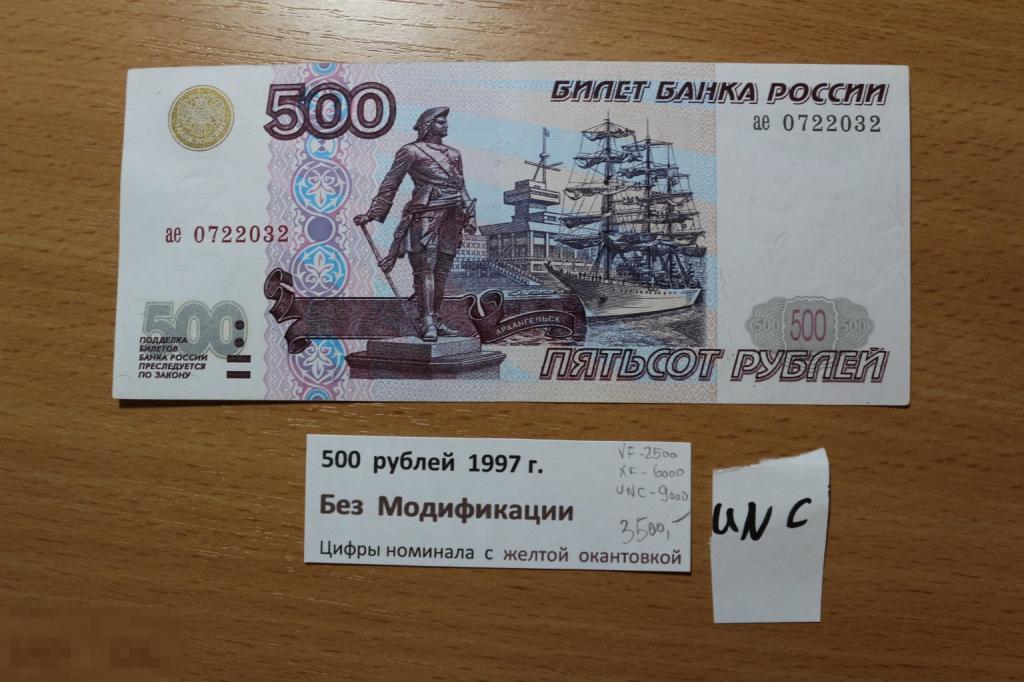 500
БИЛЕТ БАНКА РОССИИ
ае 0722032
ае 0722032
500
ПОДДЕЛКА
БИЛЕТОВ
БАНКА РОССИИ
ПРЕСЛЕДУЕТСЯ
ПО ЗАКОНУ
АРХАНГЕЛЬСК
500 500 500
ПЯТЬСОТ РУБЛЕЙ
500 рублей 1997 г.
VF-2500
XF-6000
UNC-9000
Без Модификации
3500,-
Цифры номинала с желтой окантовкой
UNC